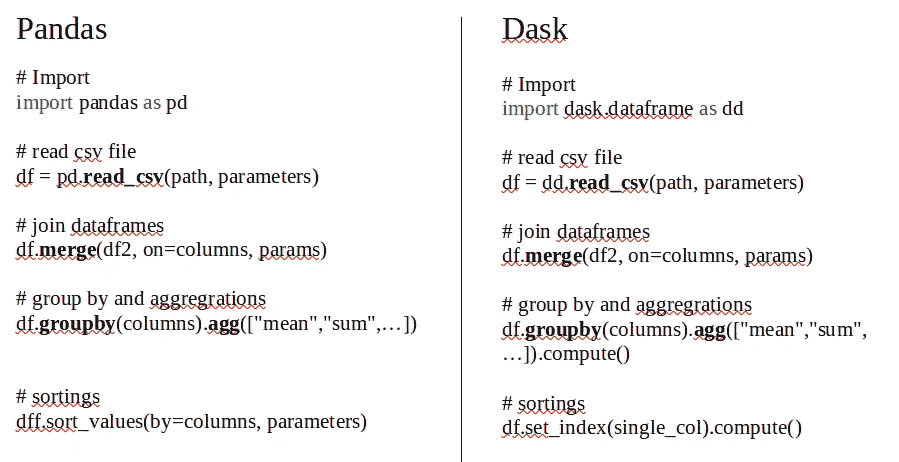 Pandas
# Import
import pandas as pd
# read csv file
df = pd.read_csv(path, parameters)
# join dataframes
df.merge(df2, on=columns, params)
# group by and aggregrations
df.groupby(columns).agg(["mean","sum",…])
# sortings
dff.sort_values(by=columns, parameters)
Dask
# Import
import dask.dataframe as dd
# read csv file
df = dd.read_csv(path, parameters)
# join dataframes
df.merge(df2, on=columns, params)
# group by and aggregrations
df.groupby(columns).agg(["mean","sum",
…]).compute()
# sortings
df.set_index(single_col).compute()